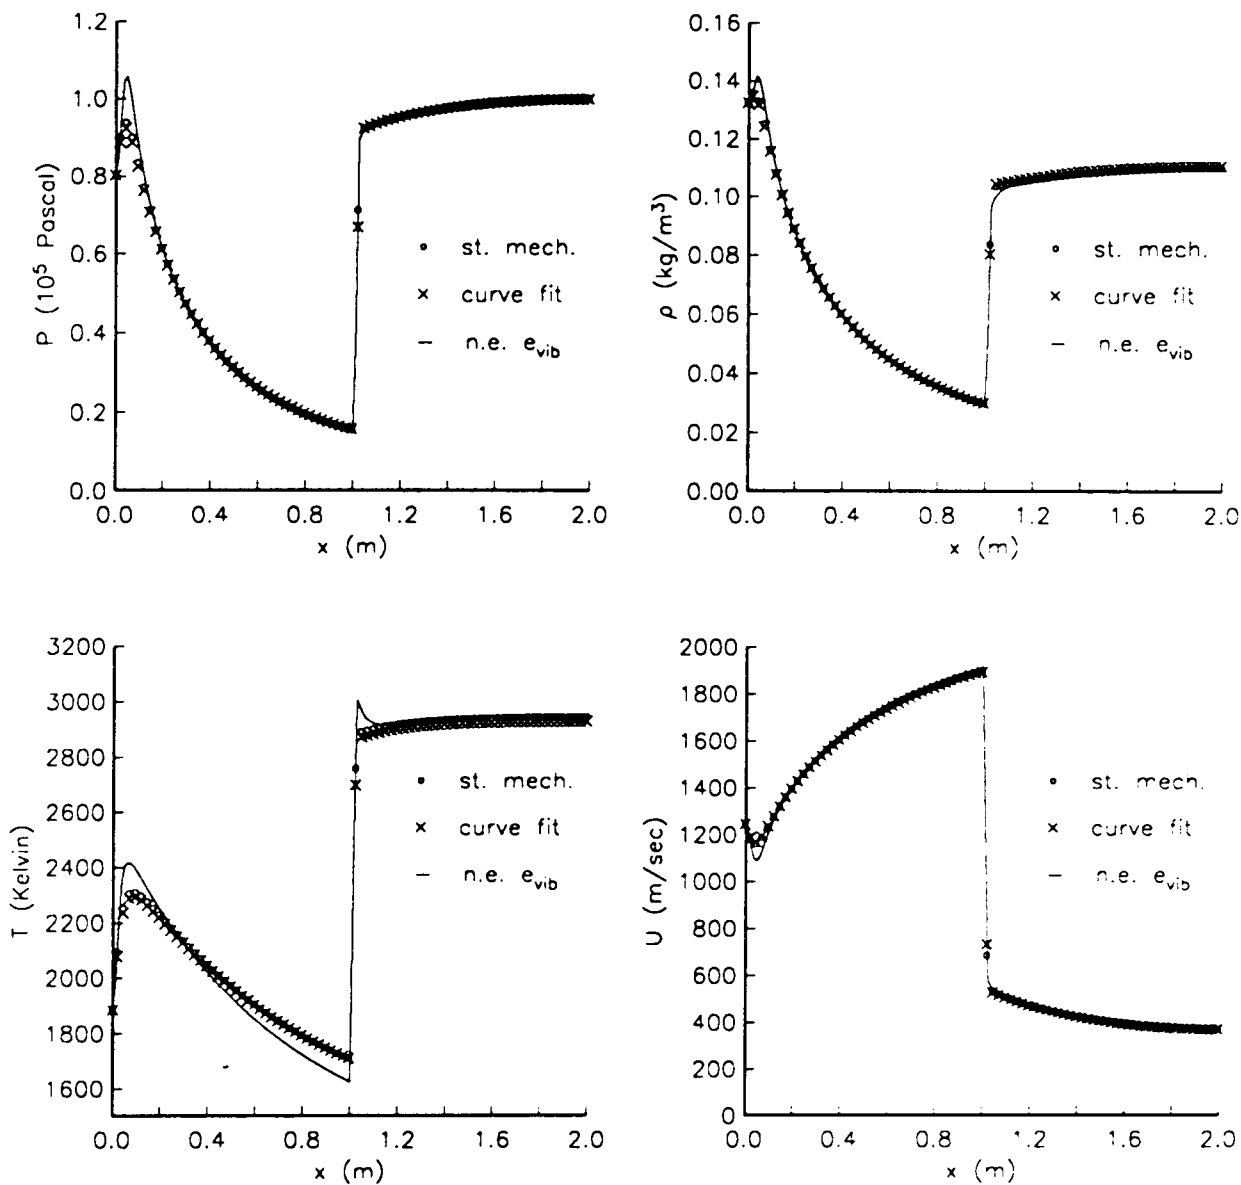 1.2
1.0
0.8
0.6
0.4
0.2
0.0
P (10⁵ Pascal)
st. mech.
curve fit
n.e. e_vib
0.0 0.4 0.8 1.2 1.6 2.0
x (m)
0.16
0.14
0.12
0.10
0.08
0.06
0.04
0.02
0.00
ρ (kg/m³)
st. mech.
curve fit
n.e. e_vib
0.0 0.4 0.8 1.2 1.6 2.0
x (m)
3200
3000
2800
2600
2400
2200
2000
1800
1600
T (Kelvin)
st. mech.
curve fit
n.e. e_vib
0.0 0.4 0.8 1.2 1.6 2.0
x (m)
2000
1800
1600
1400
1200
1000
800
600
400
200
0
U (m/sec)
st. mech.
curve fit
n.e. e_vib
0.0 0.4 0.8 1.2 1.6 2.0
x (m)